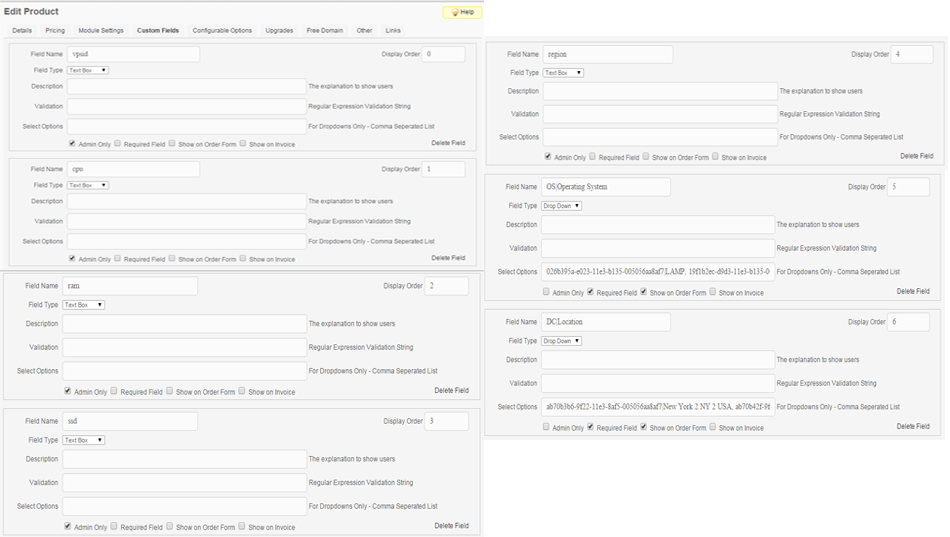 Edit Product
Help
Details Pricing Module Settings Custom Fields Configurable Options Upgrades Free Domain Other Links
Field Name vpsid Display Order 0
Field Type Text Box
Description The explanation to show users
Validation Regular Expression Validation String
Select Options For Dropdowns Only - Comma Seperated List
Admin Only Required Field Show on Order Form Show on Invoice Delete Field
Field Name cpu Display Order 1
Field Type Text Box
Description The explanation to show users
Validation Regular Expression Validation String
Select Options For Dropdowns Only - Comma Seperated List
Admin Only Required Field Show on Order Form Show on Invoice Delete Field
Field Name ram Display Order 2
Field Type Text Box
Description The explanation to show users
Validation Regular Expression Validation String
Select Options For Dropdowns Only - Comma Seperated List
Admin Only Required Field Show on Order Form Show on Invoice Delete Field
Field Name ssd Display Order 3
Field Type Text Box
Description The explanation to show users
Validation Regular Expression Validation String
Select Options For Dropdowns Only - Comma Seperated List
Admin Only Required Field Show on Order Form Show on Invoice Delete Field
Field Name region Display Order 4
Field Type Text Box
Description The explanation to show users
Validation Regular Expression Validation String
Select Options For Dropdowns Only - Comma Seperated List
Admin Only Required Field Show on Order Form Show on Invoice Delete Field
Field Name OS|Operating System Display Order 5
Field Type Drop Down
Description The explanation to show users
Validation Regular Expression Validation String
Select Options 026b395a-e023-11e3-b135-005056aa8af7|LAMP, 19f1b2ec-d9d3-11e3-b135-0 For Dropdowns Only - Comma Seperated List
Admin Only Required Field Show on Order Form Show on Invoice Delete Field
Field Name DC|Location Display Order 6
Field Type Drop Down
Description The explanation to show users
Validation Regular Expression Validation String
Select Options ab70b3b6-9f22-11e3-8af5-005056aa8af7|New York 2 NY 2 USA, ab70b42f-9f For Dropdowns Only - Comma Seperated List
Admin Only Required Field Show on Order Form Show on Invoice Delete Field